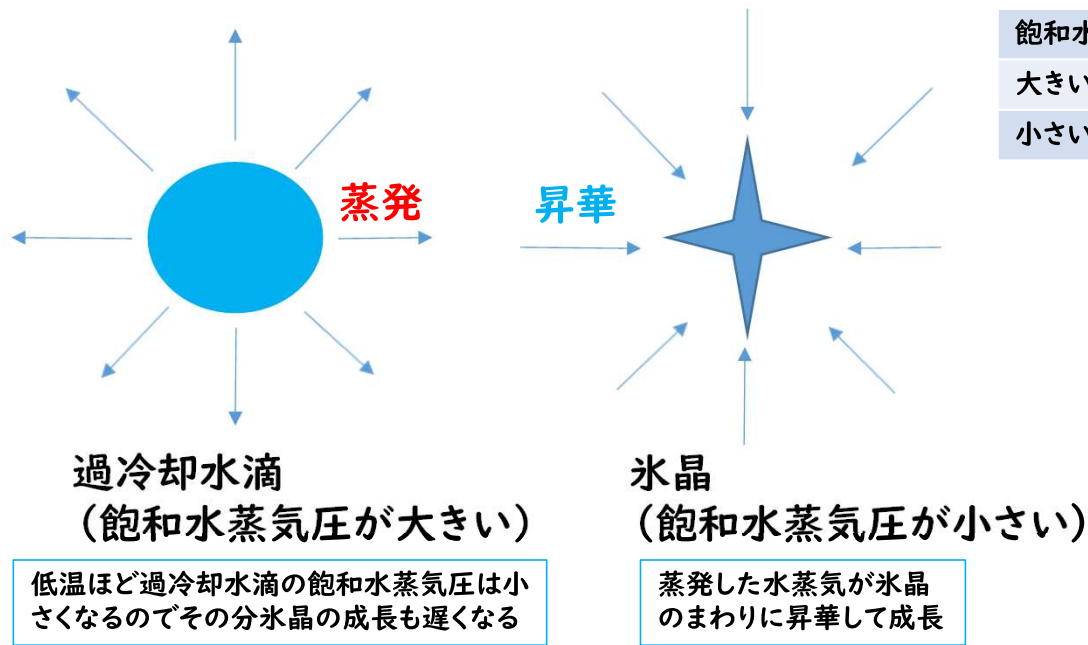 飽和水
大きい
小さい
蒸発
昇華
過冷却水滴
（飽和水蒸気圧が大きい）
氷晶
（飽和水蒸気圧が小さい）
低温ほど過冷却水滴の飽和水蒸気圧は小
さくなるのでその分氷晶の成長も遅くなる
蒸発した水蒸気が氷晶
のまわりに昇華して成長